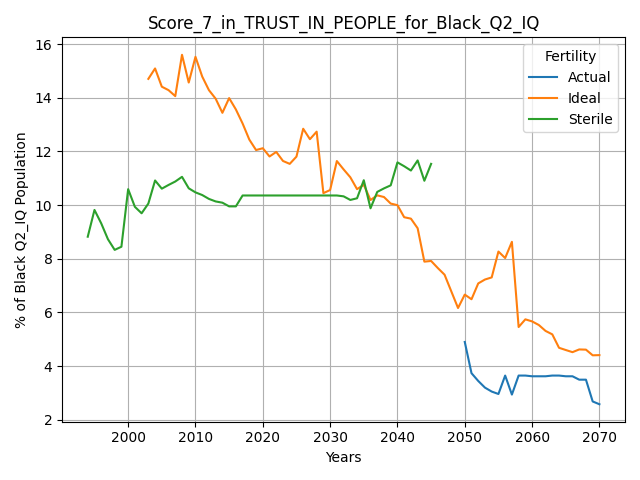 Score_7_in_TRUST_IN_PEOPLE_for_Black_Q2_IQ
% of Black Q2_IQ Population
16
14
12
10
8
6
4
2
Fertility
Actual
Ideal
Sterile
2000 2010 2020 2030 2040 2050 2060 2070
Years